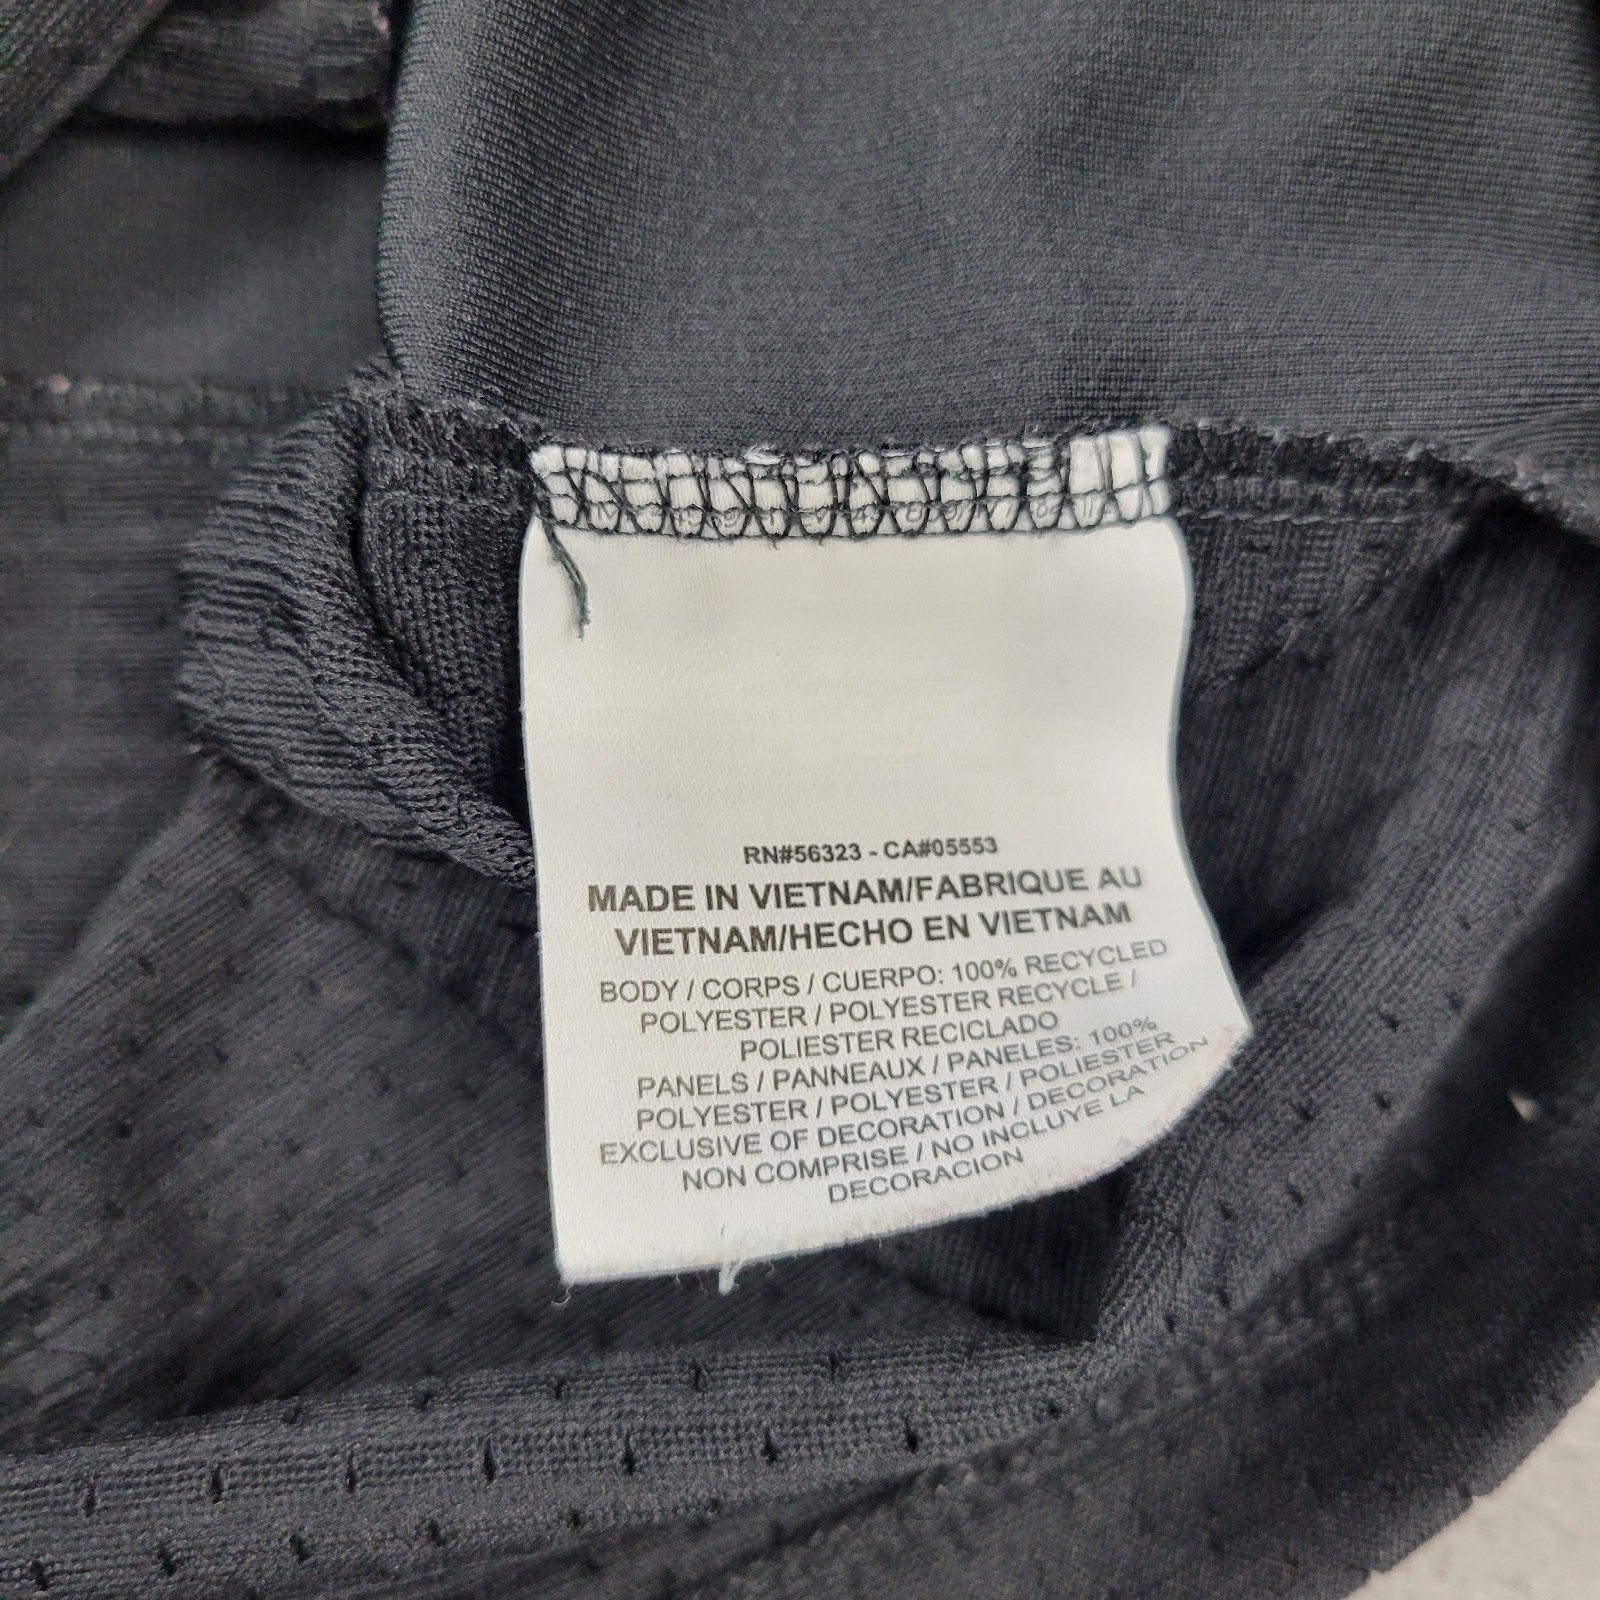 RN#56323 - CA#05553
MADE IN VIETNAM/FABRIQUE AU
VIETNAM/HECHO EN VIETNAM
BODY / CORPS / CUERPO: 100% RECYCLED
POLYESTER / POLYESTER RECYCLE /
POLIESTER RECICLADO
PANELS / PANNEAUX / PANELES: 100%
POLYESTER / POLYESTER / POLIESTER
EXCLUSIVE OF DECORATION / DECORATION
NON COMPRISE / NO INCLUYE LA
DECORACION